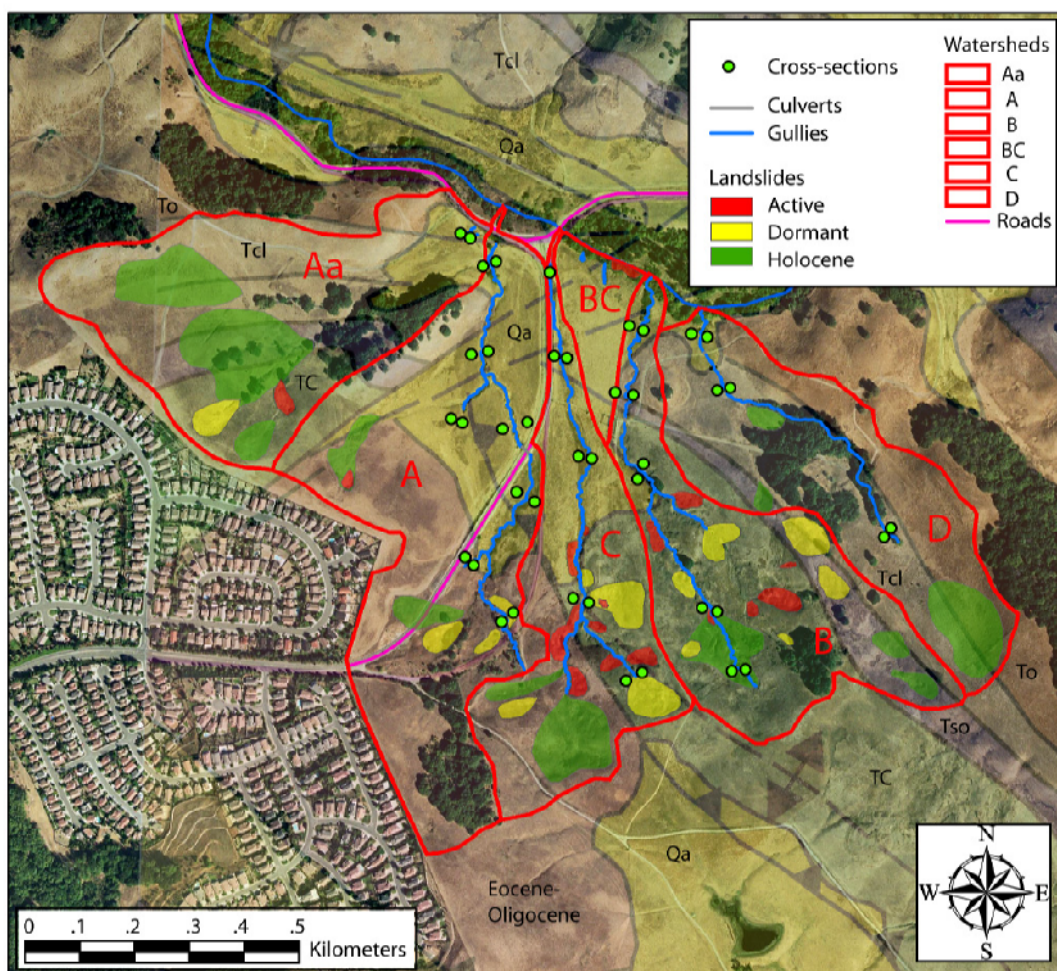 Cross-sections
Culverts
Gullies
Landslides
Active
Dormant
Holocene
Watersheds
Aa
A
B
BC
C
D
Roads
Tcl
Qa
To
Tcl
Aa
BC
Qa
TC
A
C
D
Tcl
B
To
Tso
TC
Qa
Eocene-
Oligocene
0 .1 .2 .3 .4 .5
Kilometers
N
W E
S